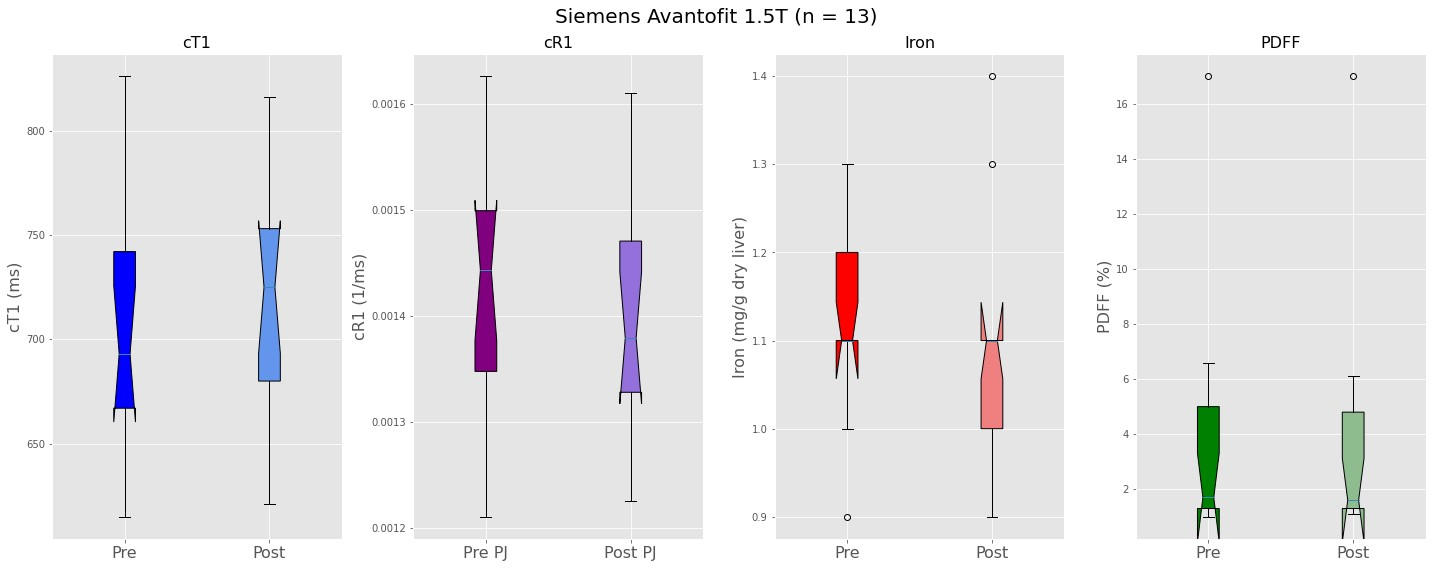 Siemens Avantofit 1.5T (n = 13)
cT1
cT1 (ms)
800
750
700
650
Pre
Post
cR1
cR1 (1/ms)
0.0016
0.0015
0.0014
0.0013
0.0012
Pre PJ
Post PJ
Iron
Iron (mg/g dry liver)
1.4
1.3
1.2
1.1
1.0
0.9
Pre
Post
PDFF
PDFF (%)
16
14
12
10
8
6
4
2
Pre
Post